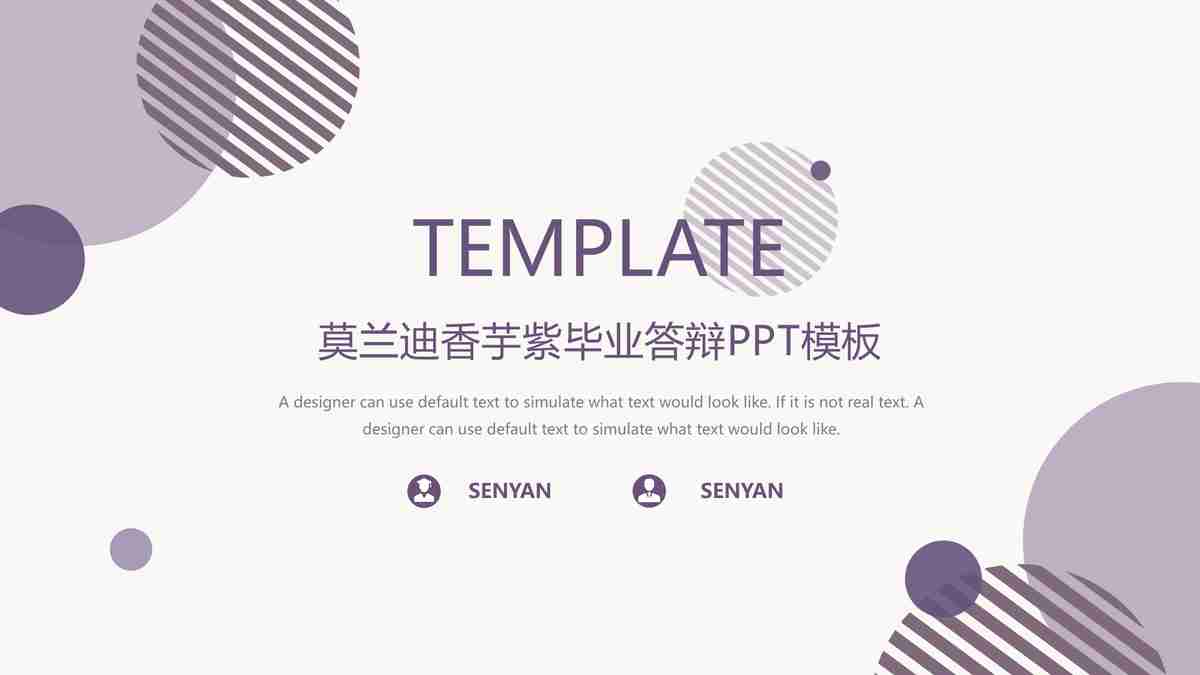 TEMPLATE
莫兰迪香芋紫毕业答辩PPT模板
A designer can use default text to simulate what text would look like. If it is not real text. A
designer can use default text to simulate what text would look like.
SENYAN SENYAN